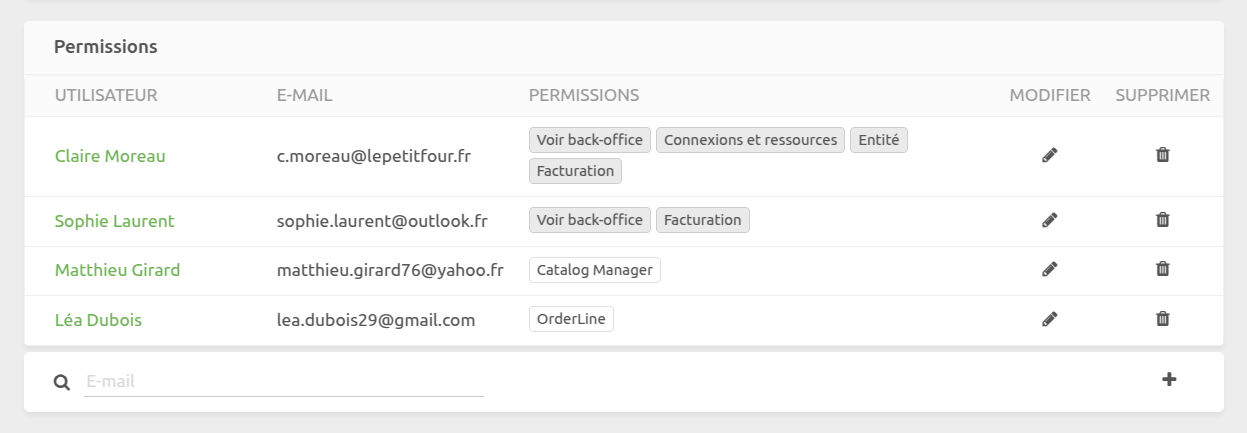 Permissions
UTILISATEUR E-MAIL PERMISSIONS MODIFIER SUPPRIMER
Claire Moreau c.moreau@lepetitfour.fr Voir back-office Connexions et ressources Entité
Facturation
Sophie Laurent sophie.laurent@outlook.fr Voir back-office Facturation
Matthieu Girard matthieu.girard76@yahoo.fr Catalog Manager
Léa Dubois lea.dubois29@gmail.com OrderLine
E-mail